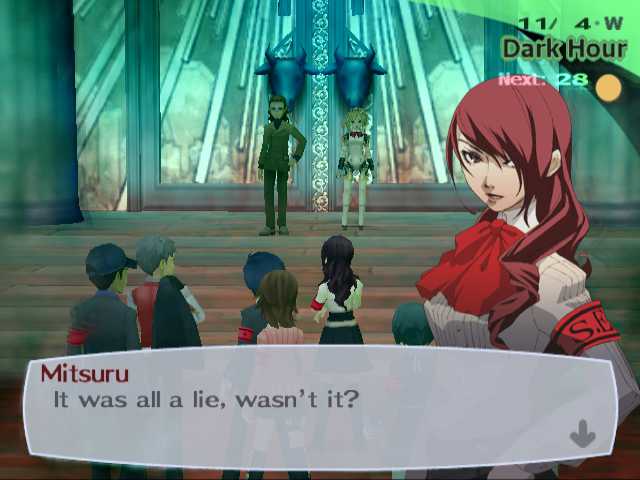 11/ 4·W
Dark Hour
Next: 28
S.E
Mitsuru
It was all a lie, wasn't it?